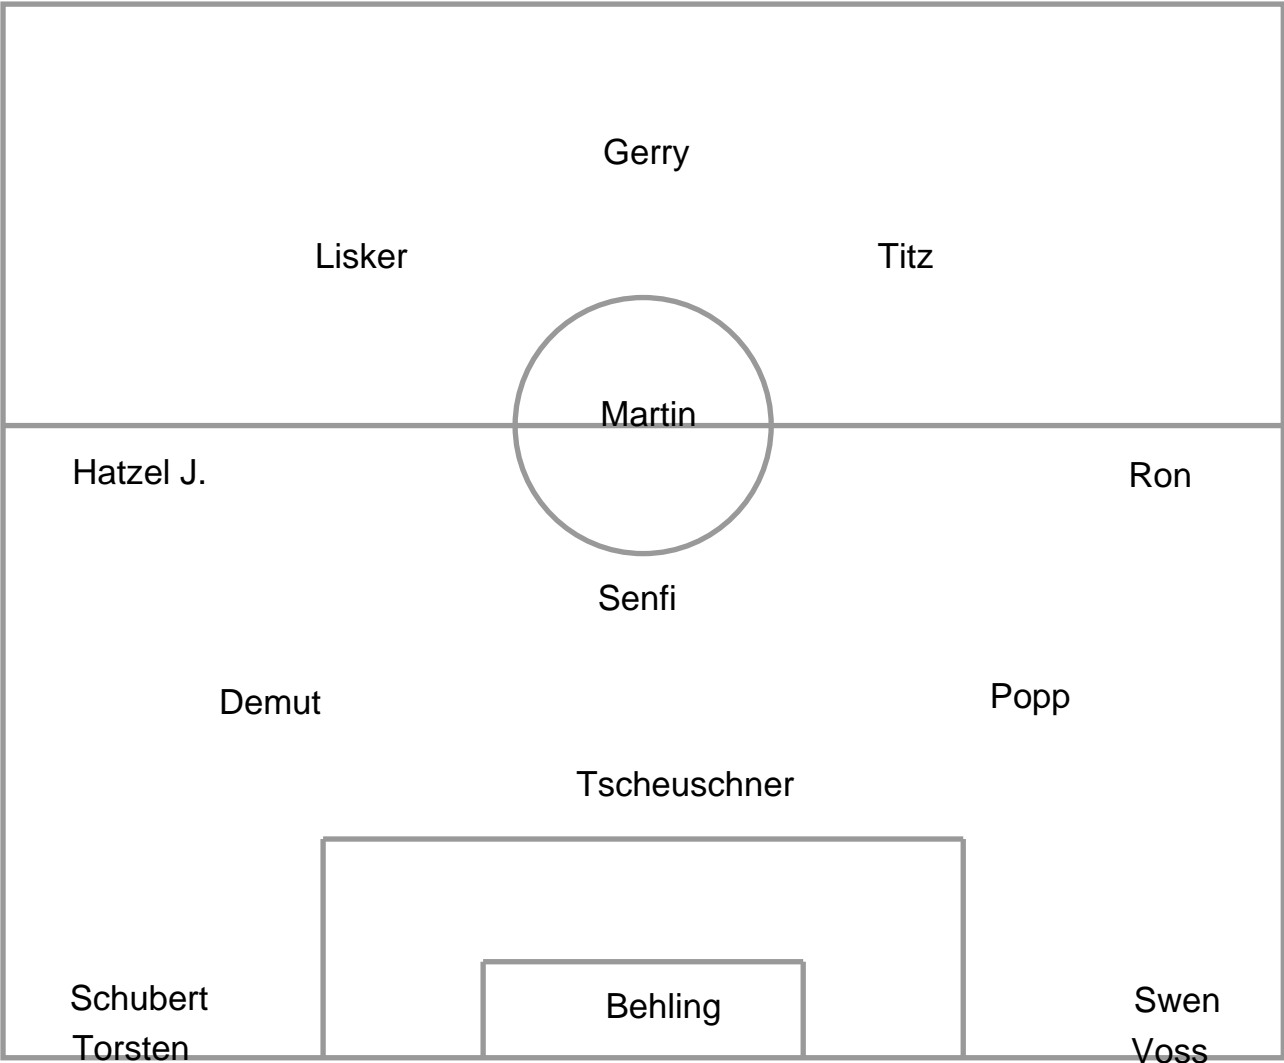 Gerry
Lisker Titz
Martin
Hatzel J. Ron
Senfi
Demut Popp
Tscheuschner
Schubert Behling Swen
Torsten Voss